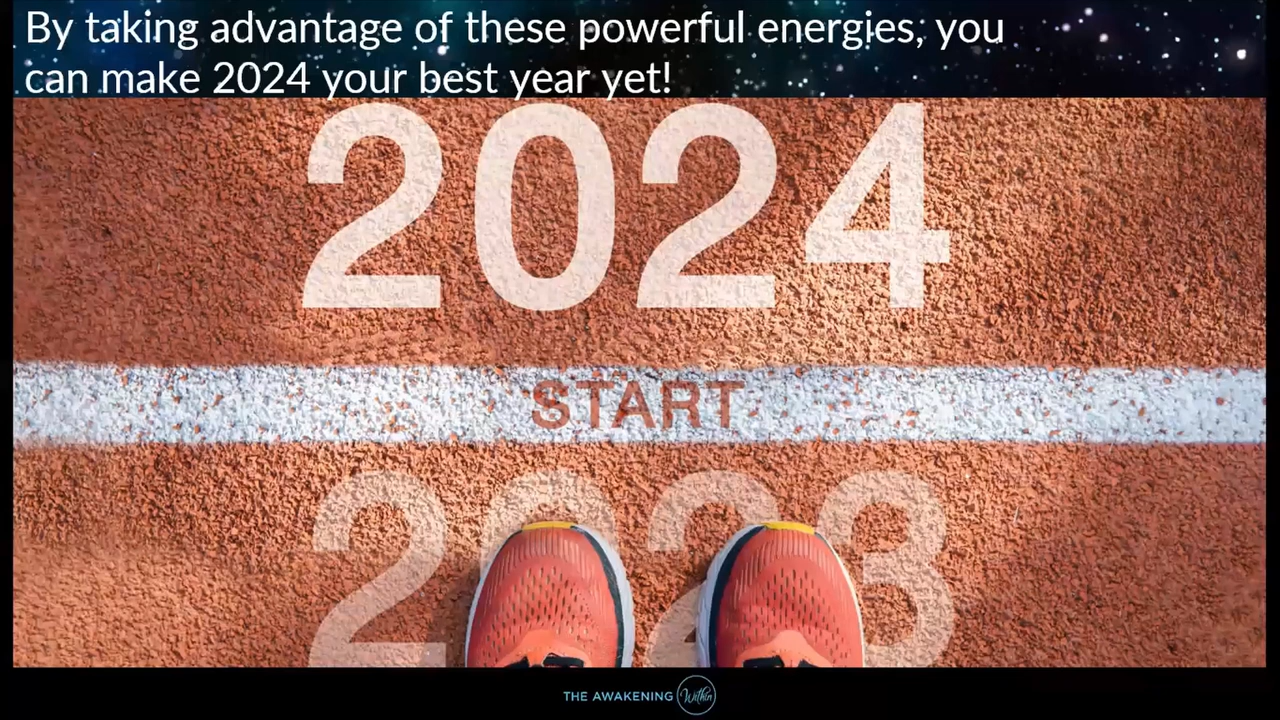 By taking advantage of these powerful energies, you
can make 2024 your best year yet!
2024
START
2023
THE AWAKENING Within